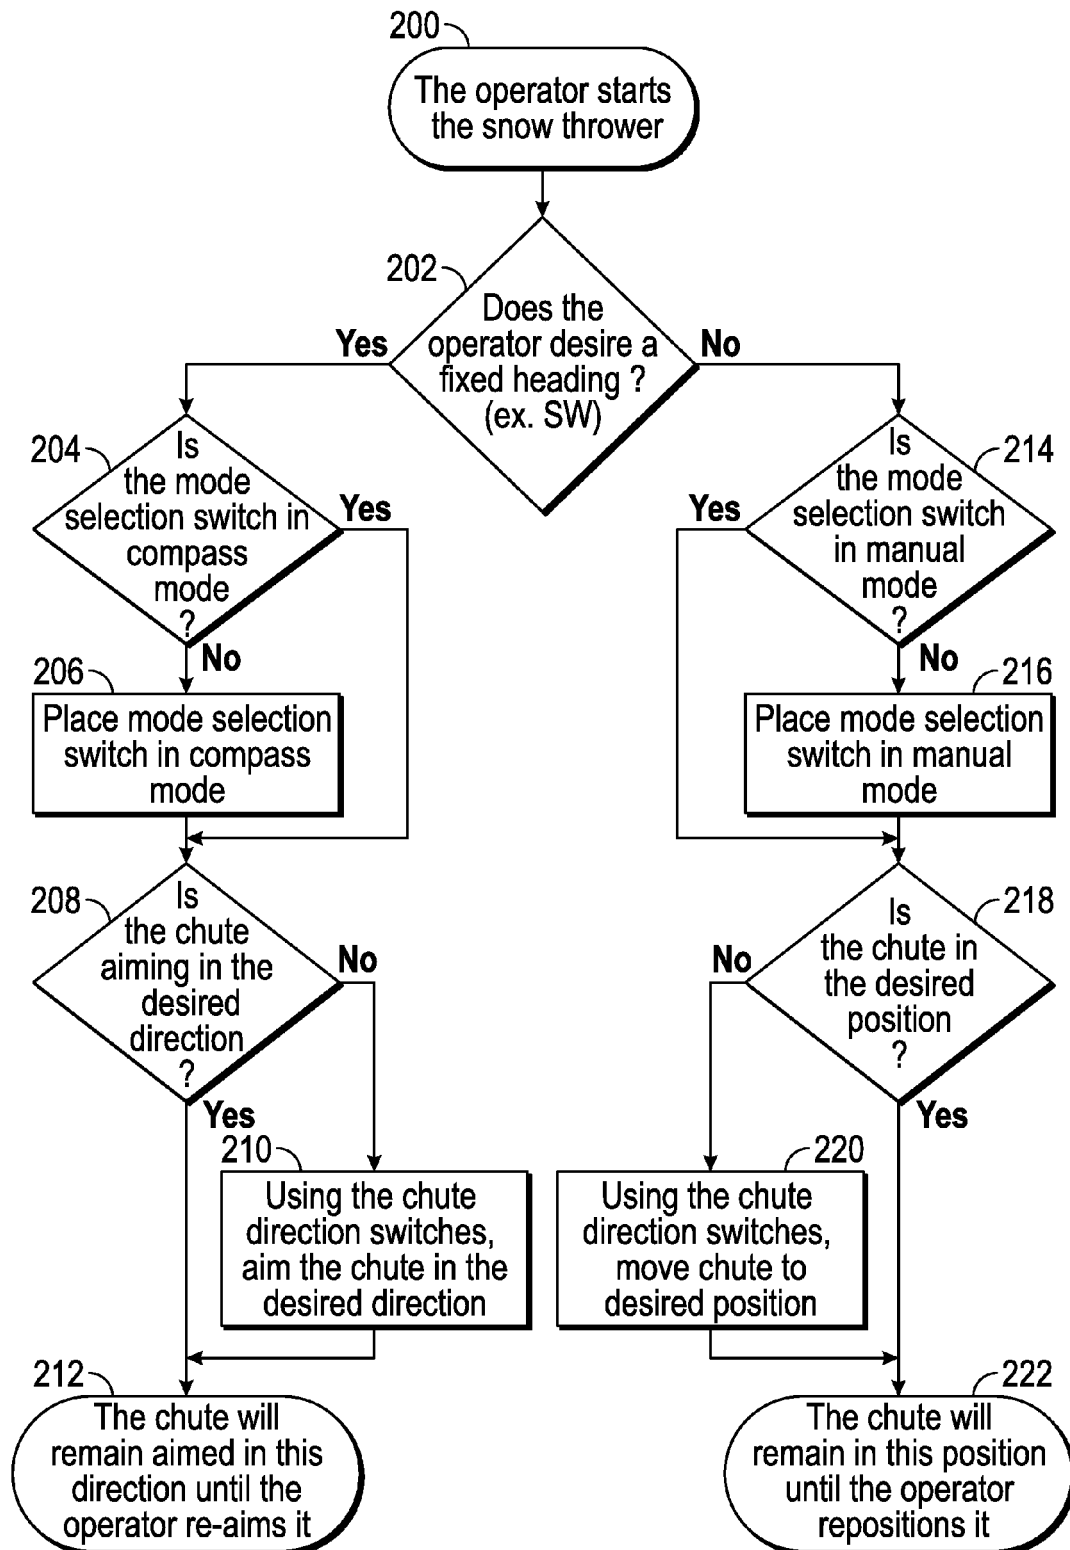 200
The operator starts
the snow thrower
202
Does the
operator desire a
fixed heading ?
(ex. SW)
Yes
No
204
Is
the mode
selection switch in
compass
mode
?
Yes
No
206
Place mode selection
switch in compass
mode
208
Is
the chute
aiming in the
desired
direction
?
No
Yes
210
Using the chute
direction switches,
aim the chute in the
desired direction
212
The chute will
remain aimed in this
direction until the
operator re-aims it
214
Is
the mode
selection switch
in manual
mode
?
Yes
No
216
Place mode selection
switch in manual
mode
218
Is
the chute in
the desired
position
?
No
Yes
220
Using the chute
direction switches,
move chute to
desired position
222
The chute will
remain in this position
until the operator
repositions it